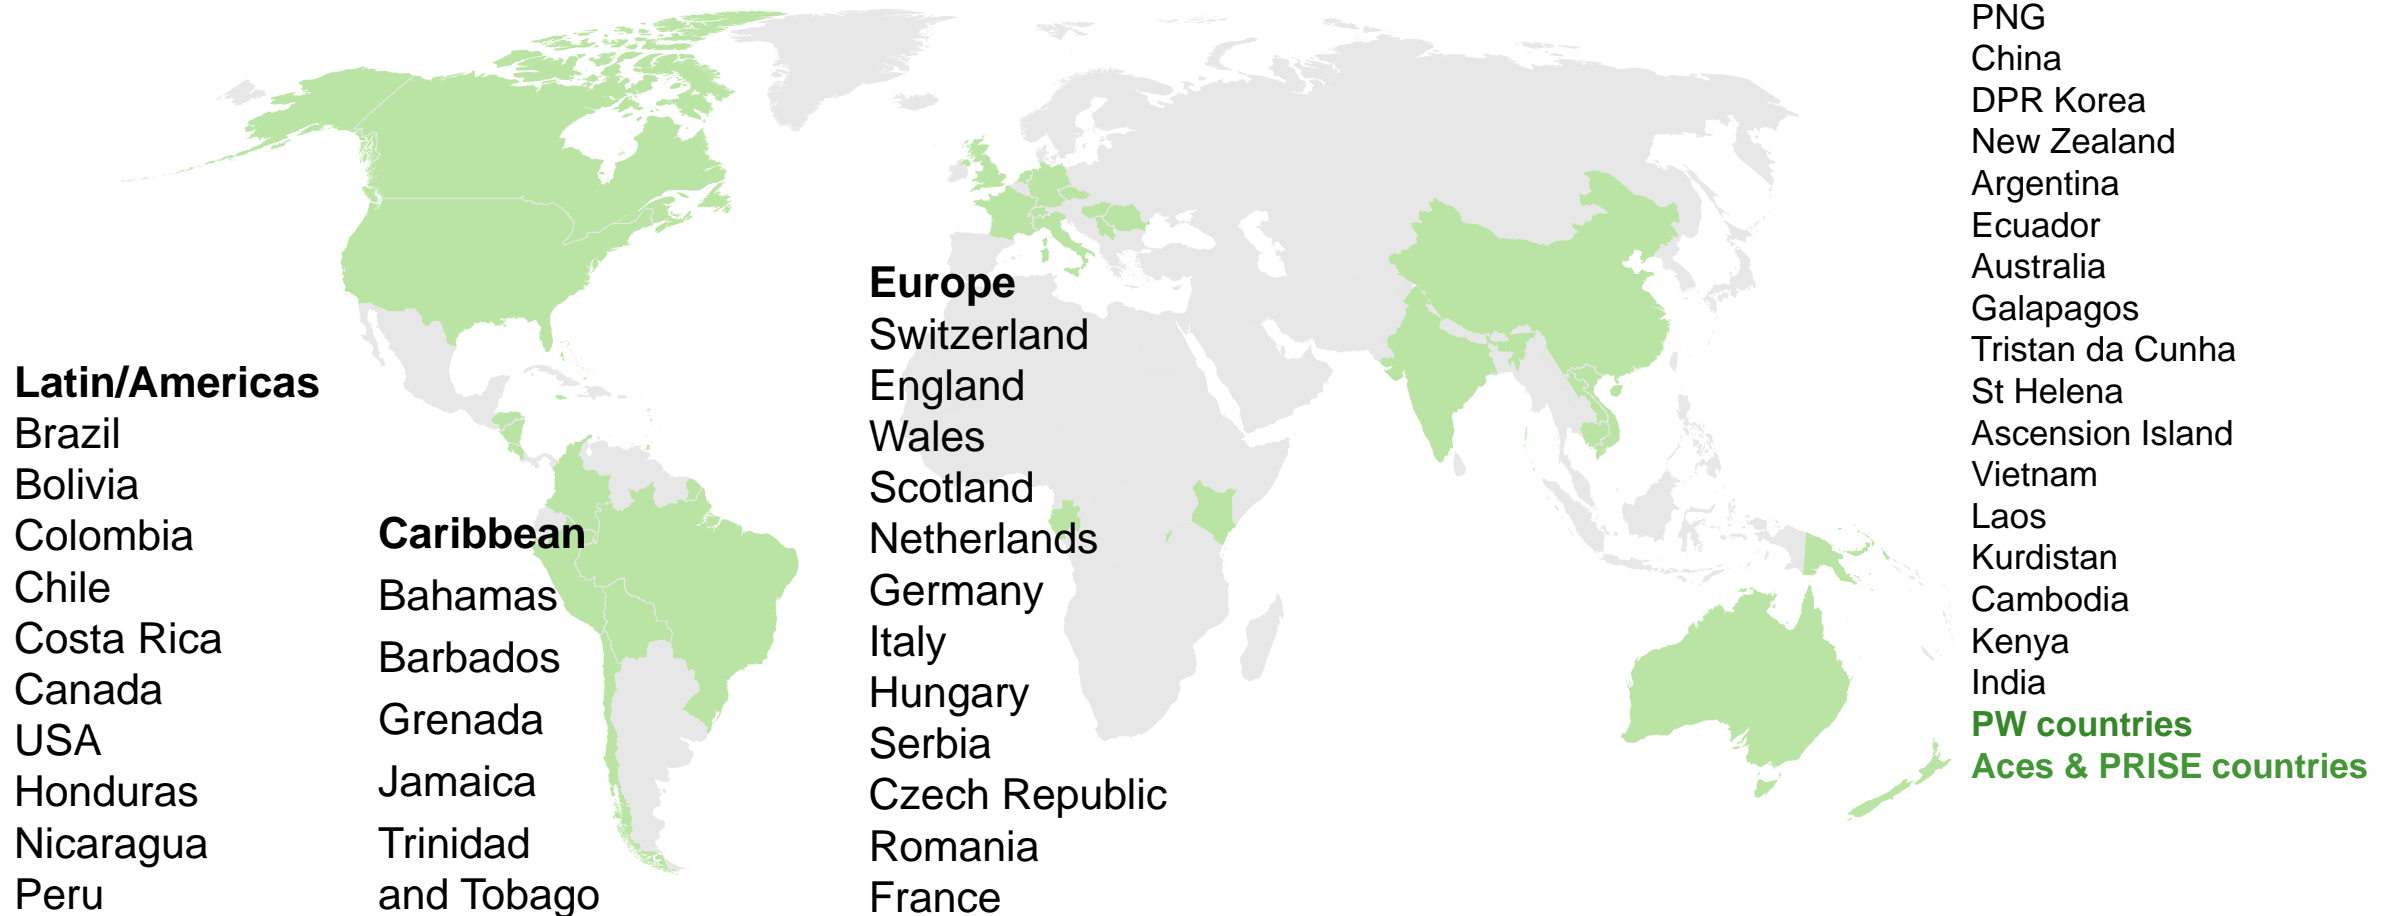 Latin/Americas
Brazil
Bolivia
Colombia
Chile
Costa Rica
Canada
USA
Honduras
Nicaragua
Peru
Caribbean
Bahamas
Barbados
Grenada
Jamaica
Trinidad
and Tobago
Europe
Switzerland
England
Wales
Scotland
Netherlands
Germany
Italy
Hungary
Serbia
Czech Republic
Romania
France
PNG
China
DPR Korea
New Zealand
Argentina
Ecuador
Australia
Galapagos
Tristan da Cunha
St Helena
Ascension Island
Vietnam
Laos
Kurdistan
Cambodia
Kenya
India
PW countries
Aces & PRISE countries